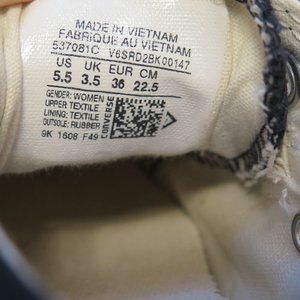 MADE IN VIETNAM
FABRIQUE AU VIETNAM
537081C V6SRD2BK00147
US UK EUR CM
5.5 3.5 36 22.5
GENDER: WOMEN
UPPER: TEXTILE
LINING: TEXTILE
OUTSOLE: RUBBER
9K 1608 F49
CONVERSE